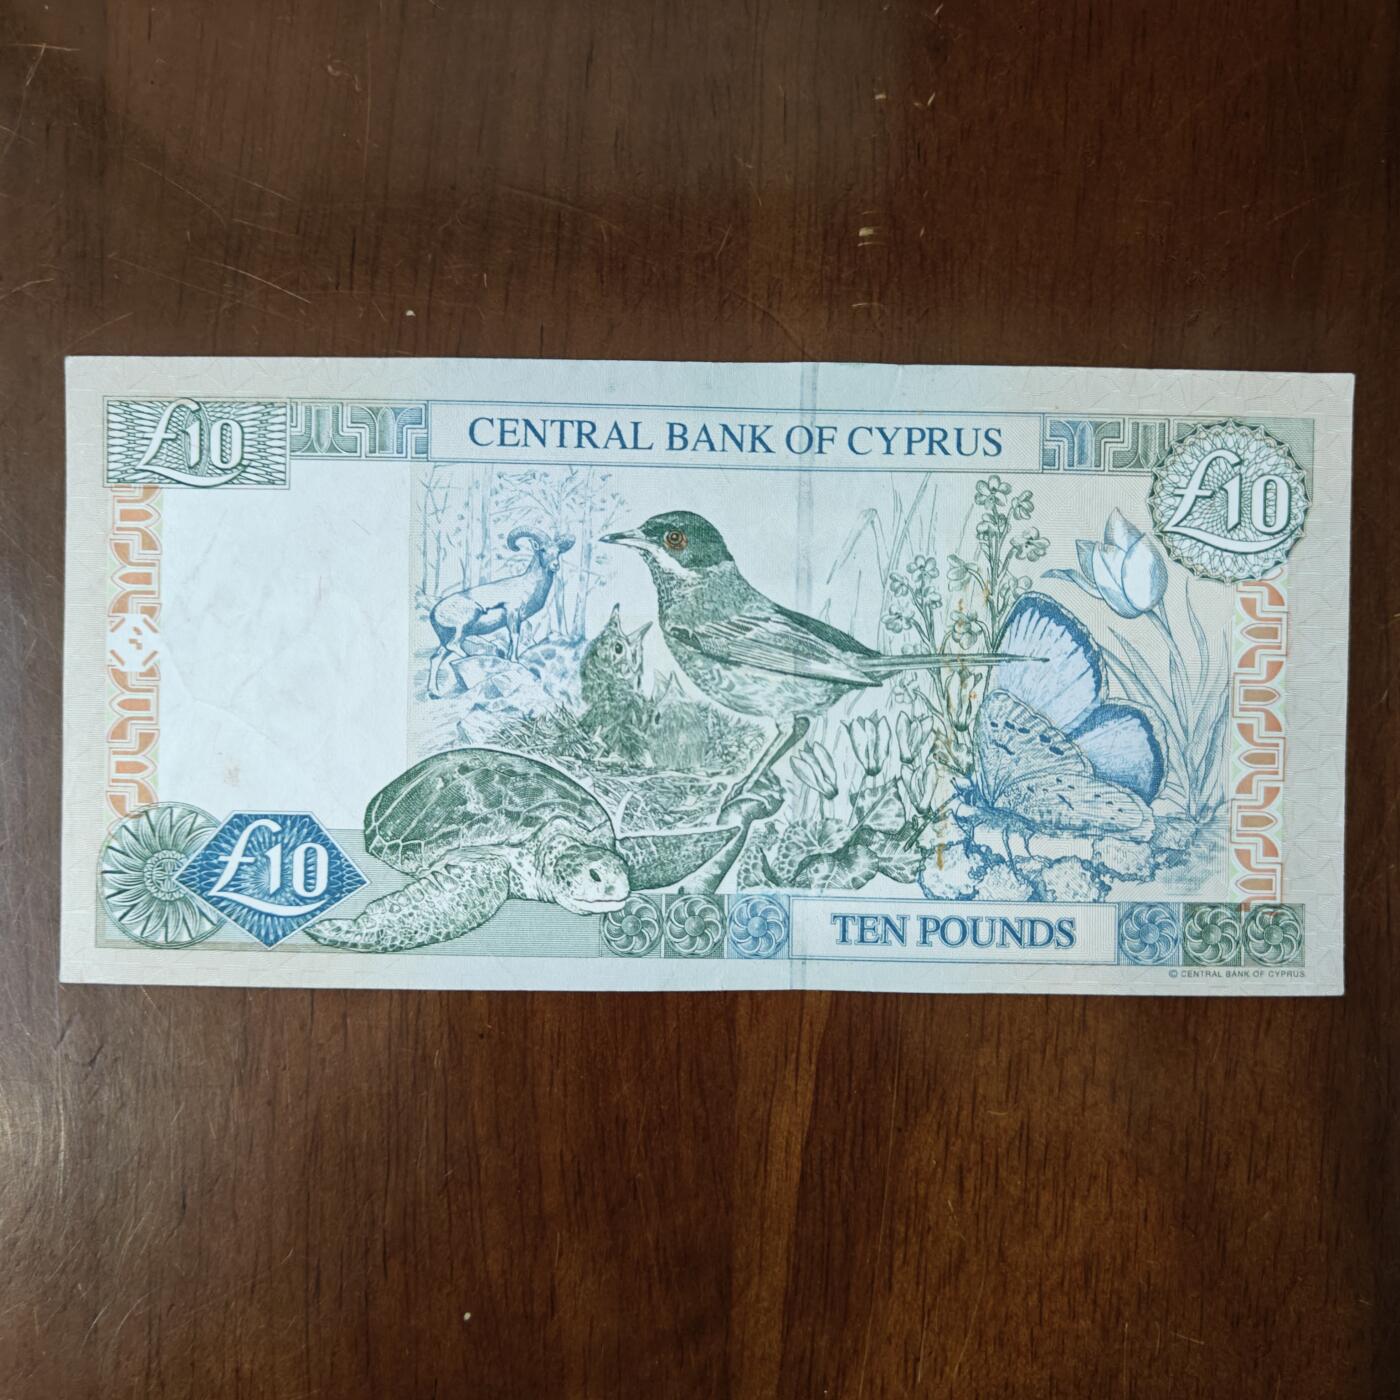 £10
CENTRAL BANK OF CYPRUS
£10
£10
TEN POUNDS
© CENTRAL BANK OF CYPRUS